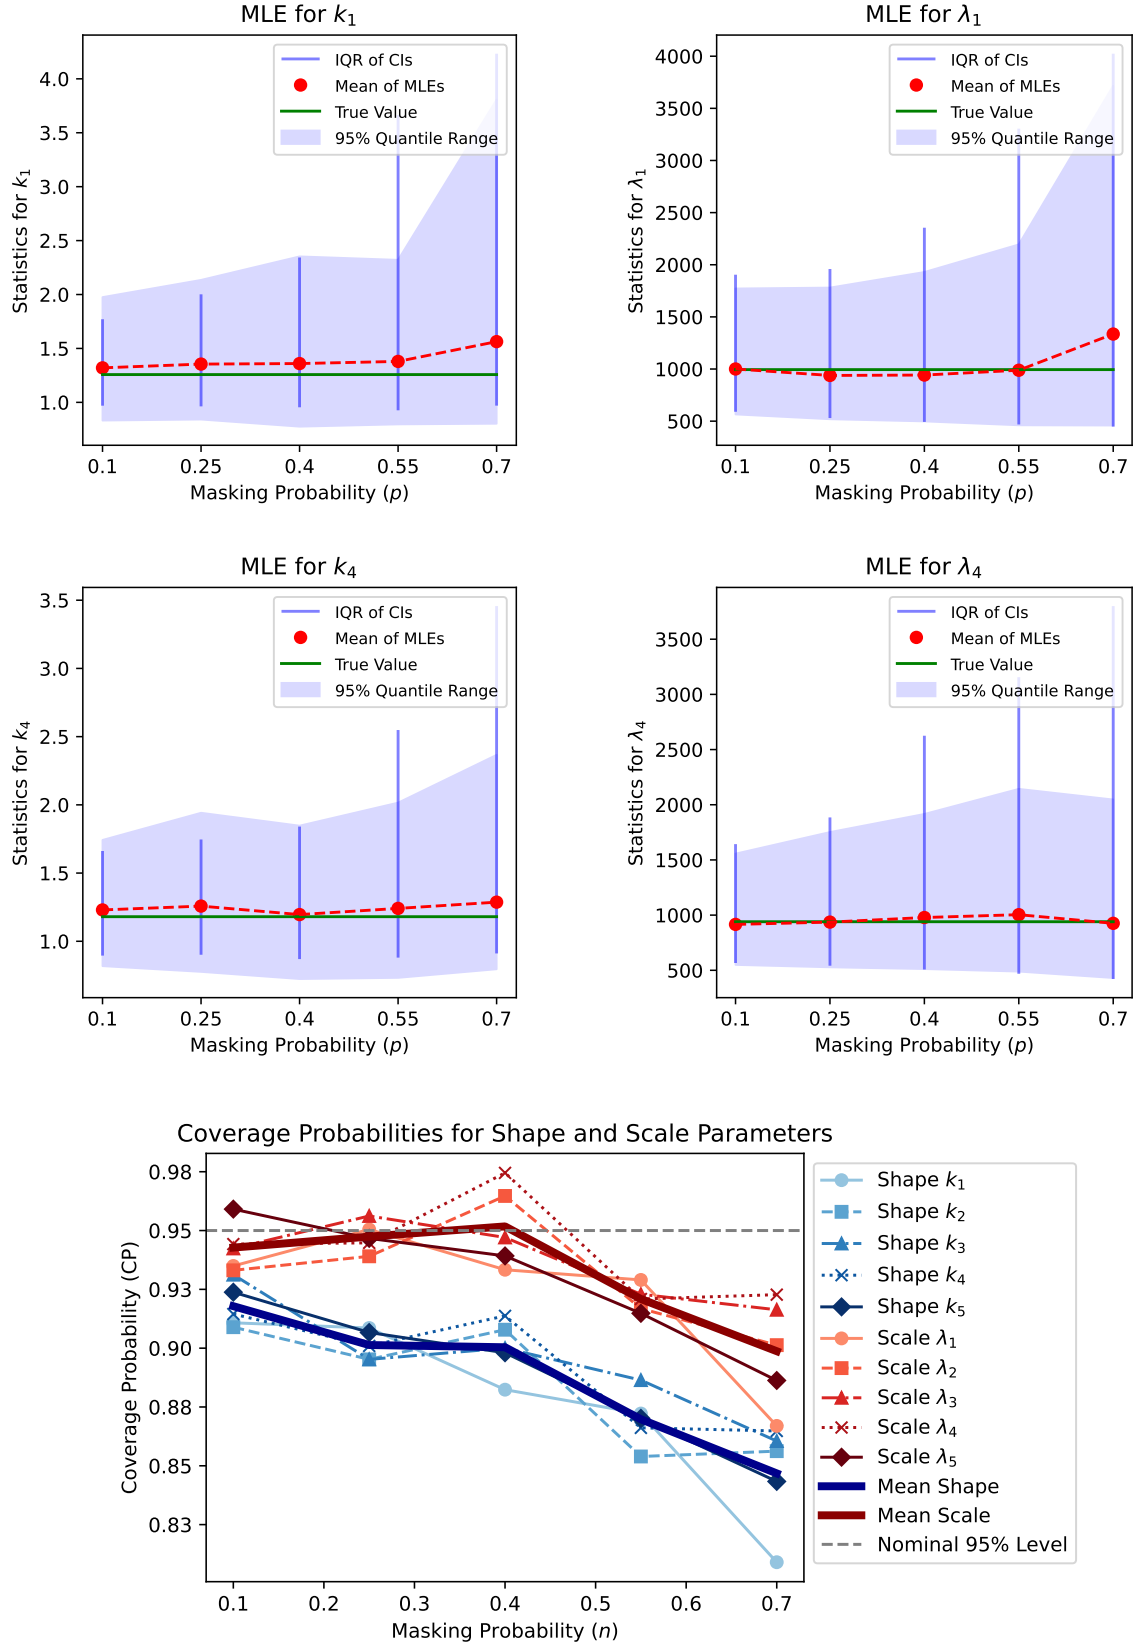 MLE for k₁
Statistics for k₁
4.0
3.5
3.0
2.5
2.0
1.5
1.0
IQR of CIs
Mean of MLEs
True Value
95% Quantile Range
0.1 0.25 0.4 0.55 0.7
Masking Probability (p)
MLE for λ₁
Statistics for λ₁
4000
3500
3000
2500
2000
1500
1000
500
IQR of CIs
Mean of MLEs
True Value
95% Quantile Range
0.1 0.25 0.4 0.55 0.7
Masking Probability (p)
MLE for k₄
Statistics for k₄
3.5
3.0
2.5
2.0
1.5
1.0
IQR of CIs
Mean of MLEs
True Value
95% Quantile Range
0.1 0.25 0.4 0.55 0.7
Masking Probability (p)
MLE for λ₄
Statistics for λ₄
3500
3000
2500
2000
1500
1000
500
IQR of CIs
Mean of MLEs
True Value
95% Quantile Range
0.1 0.25 0.4 0.55 0.7
Masking Probability (p)
Coverage Probabilities for Shape and Scale Parameters
Coverage Probability (CP)
0.98
0.95
0.93
0.90
0.88
0.85
0.83
0.1 0.2 0.3 0.4 0.5 0.6 0.7
Masking Probability (n)
Shape k₁
Shape k₂
Shape k₃
Shape k₄
Shape k₅
Scale λ₁
Scale λ₂
Scale λ₃
Scale λ₄
Scale λ₅
Mean Shape
Mean Scale
Nominal 95% Level